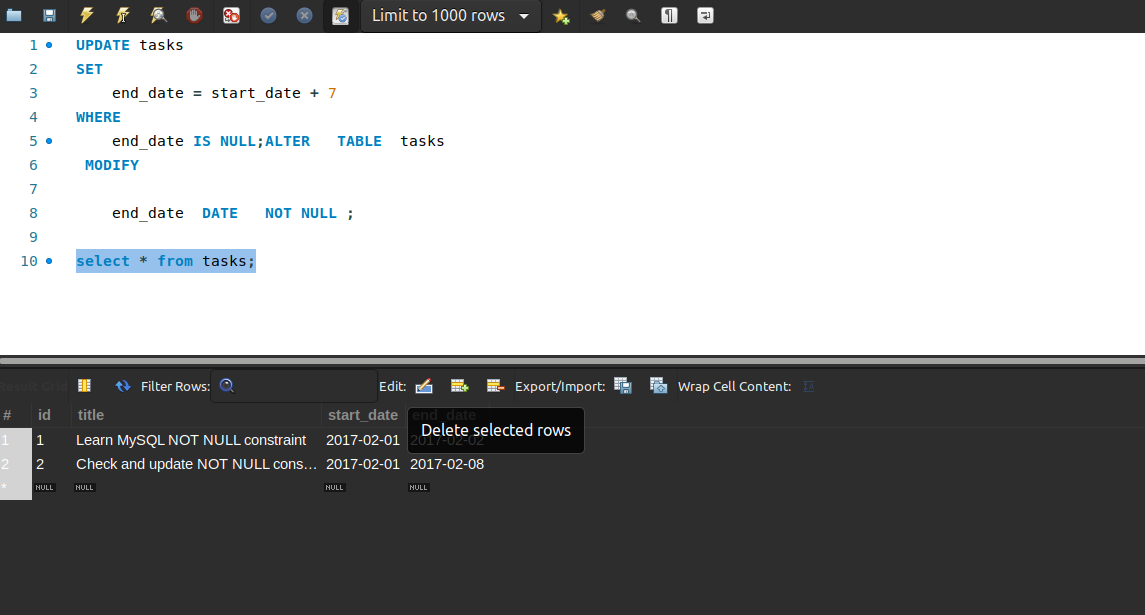 Limit to 1000 rows
1 UPDATE tasks
2 SET
3 end_date = start_date + 7
4 WHERE
5 end_date IS NULL;ALTER TABLE tasks
6 MODIFY
7
8 end_date DATE NOT NULL ;
9
10 select * from tasks;
Result Grid Filter Rows: Edit: Export/Import: Wrap Cell Content:
# id title start_date end_date
Delete selected rows
1 1 Learn MySQL NOT NULL constraint 2017-02-01 2017-02-02
2 2 Check and update NOT NULL cons… 2017-02-01 2017-02-08
* NULL NULL NULL NULL